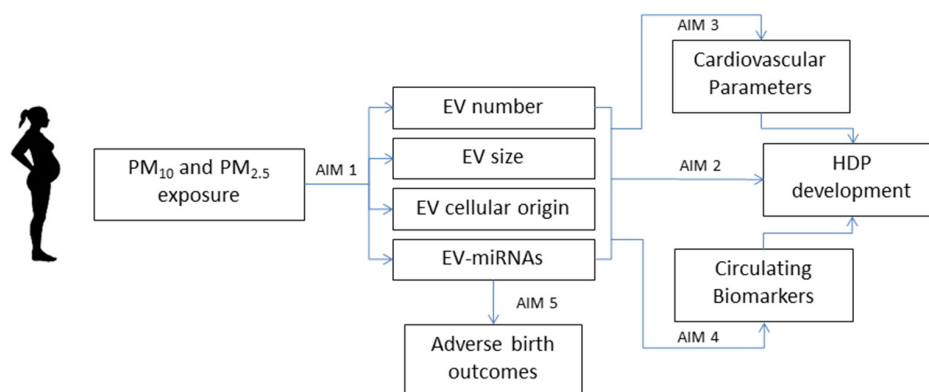 PM10 and PM2.5
exposure
AIM 1
EV number
EV size
EV cellular origin
EV-miRNAs
AIM 5
Adverse birth
outcomes
AIM 3
Cardiovascular
Parameters
AIM 2
HDP
development
AIM 4
Circulating
Biomarkers